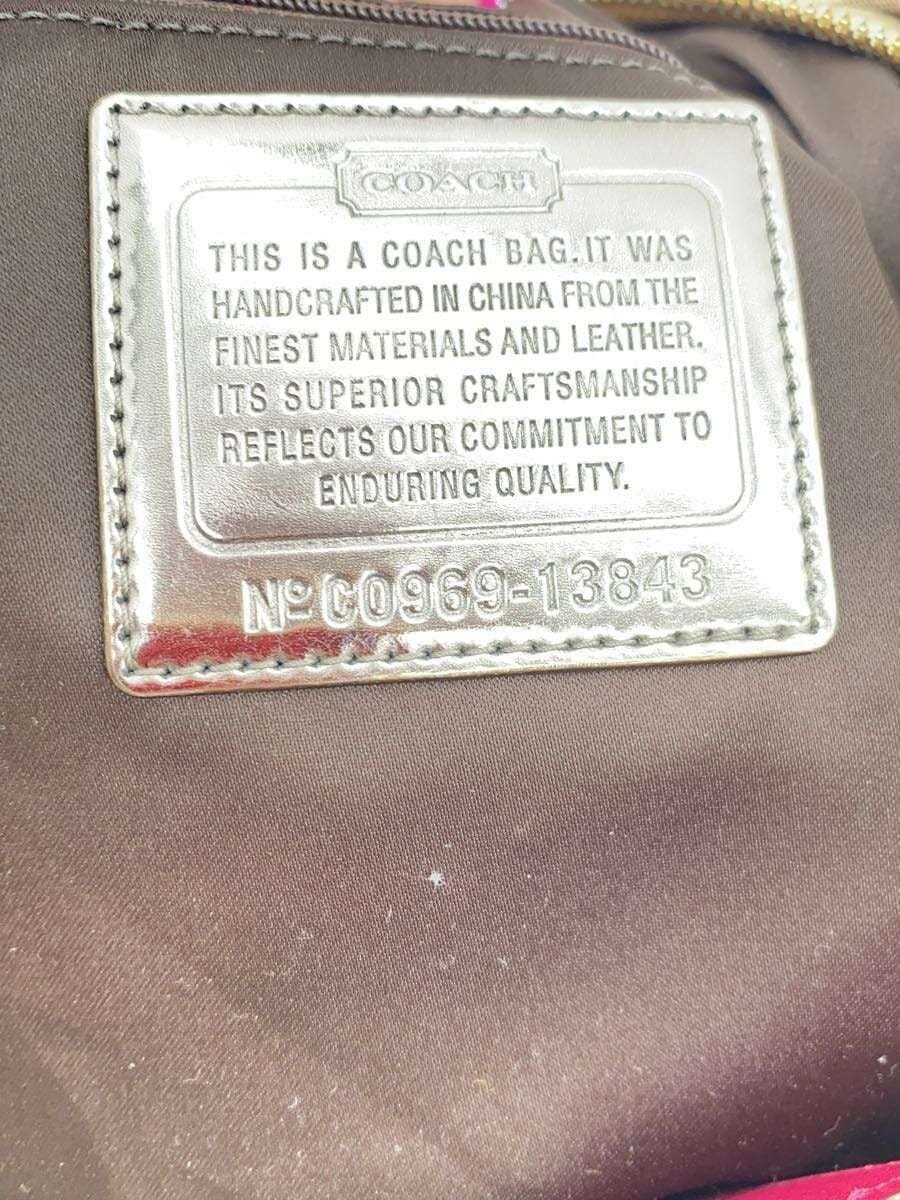 COACH
THIS IS A COACH BAG.IT WAS
HANDCRAFTED IN CHINA FROM THE
FINEST MATERIALS AND LEATHER.
ITS SUPERIOR CRAFTSMANSHIP
REFLECTS OUR COMMITMENT TO
ENDURING QUALITY.
Nº C0969-13843